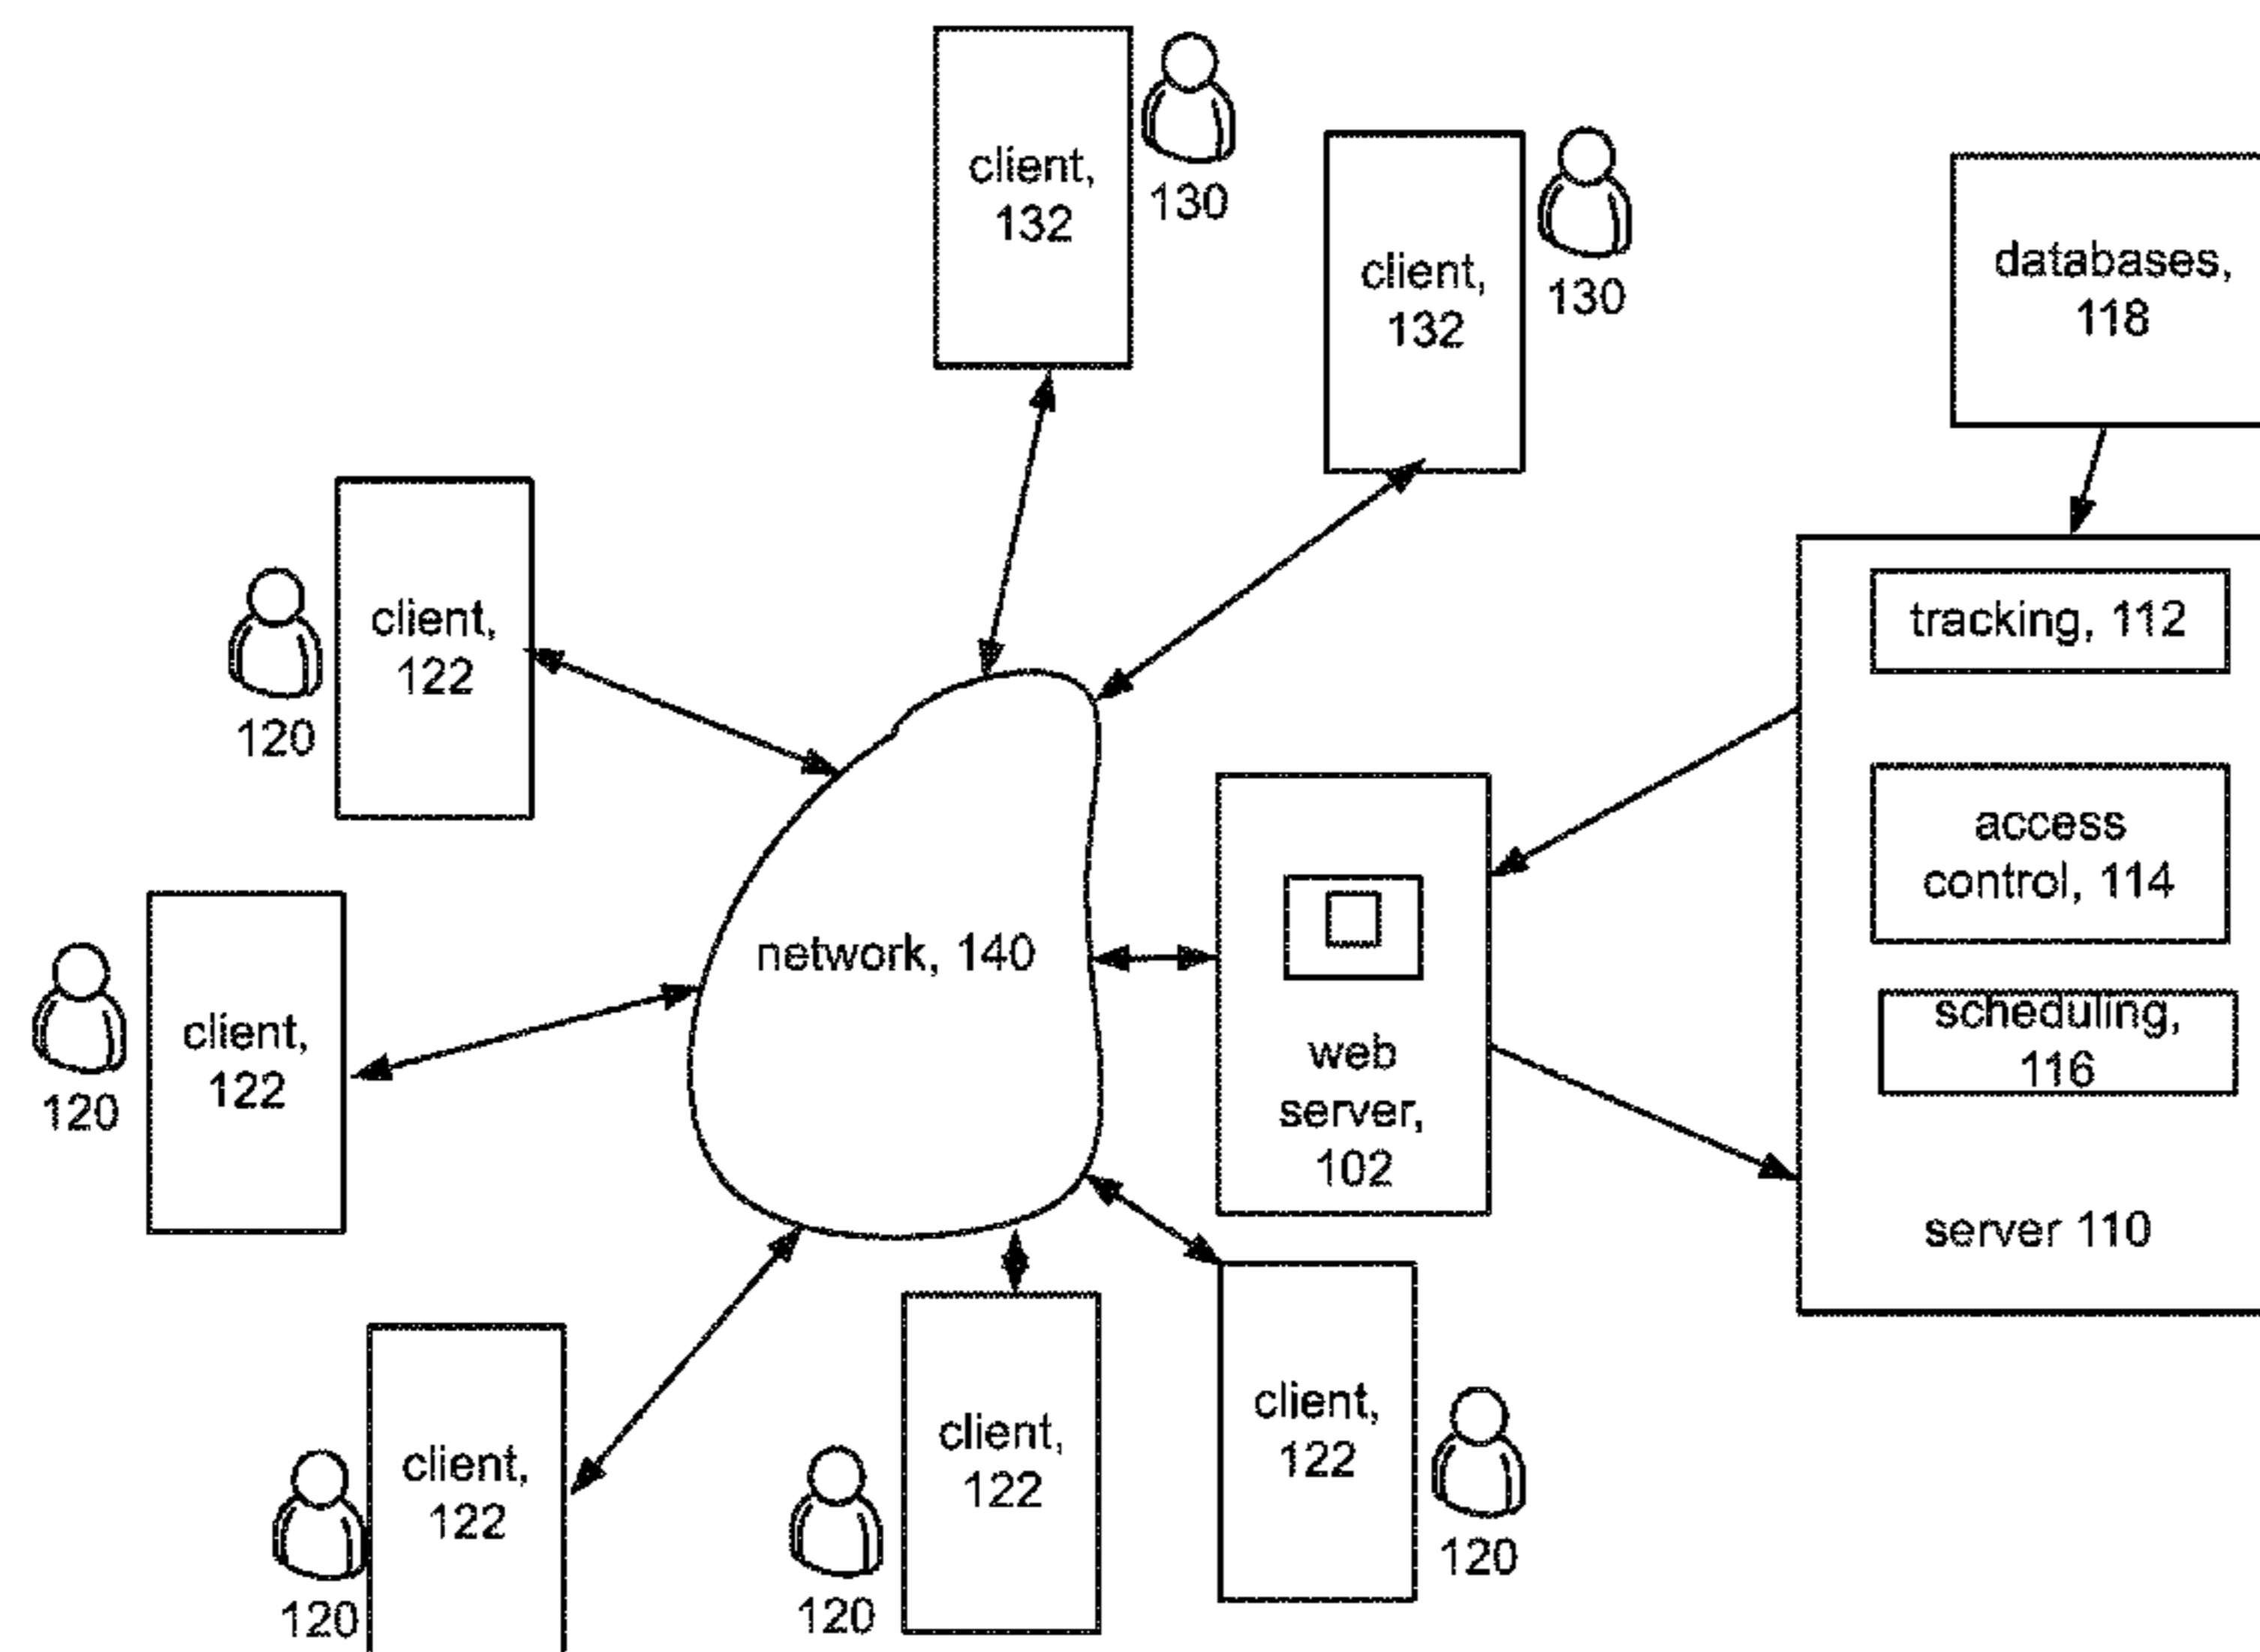 client,
132
130
client,
132
130
databases,
118
client,
122
120
tracking, 112
access
control, 114
scheduling,
116
server 110
network, 140
web
server,
102
client,
122
120
client,
122
120
client,
122
120
client,
122
120